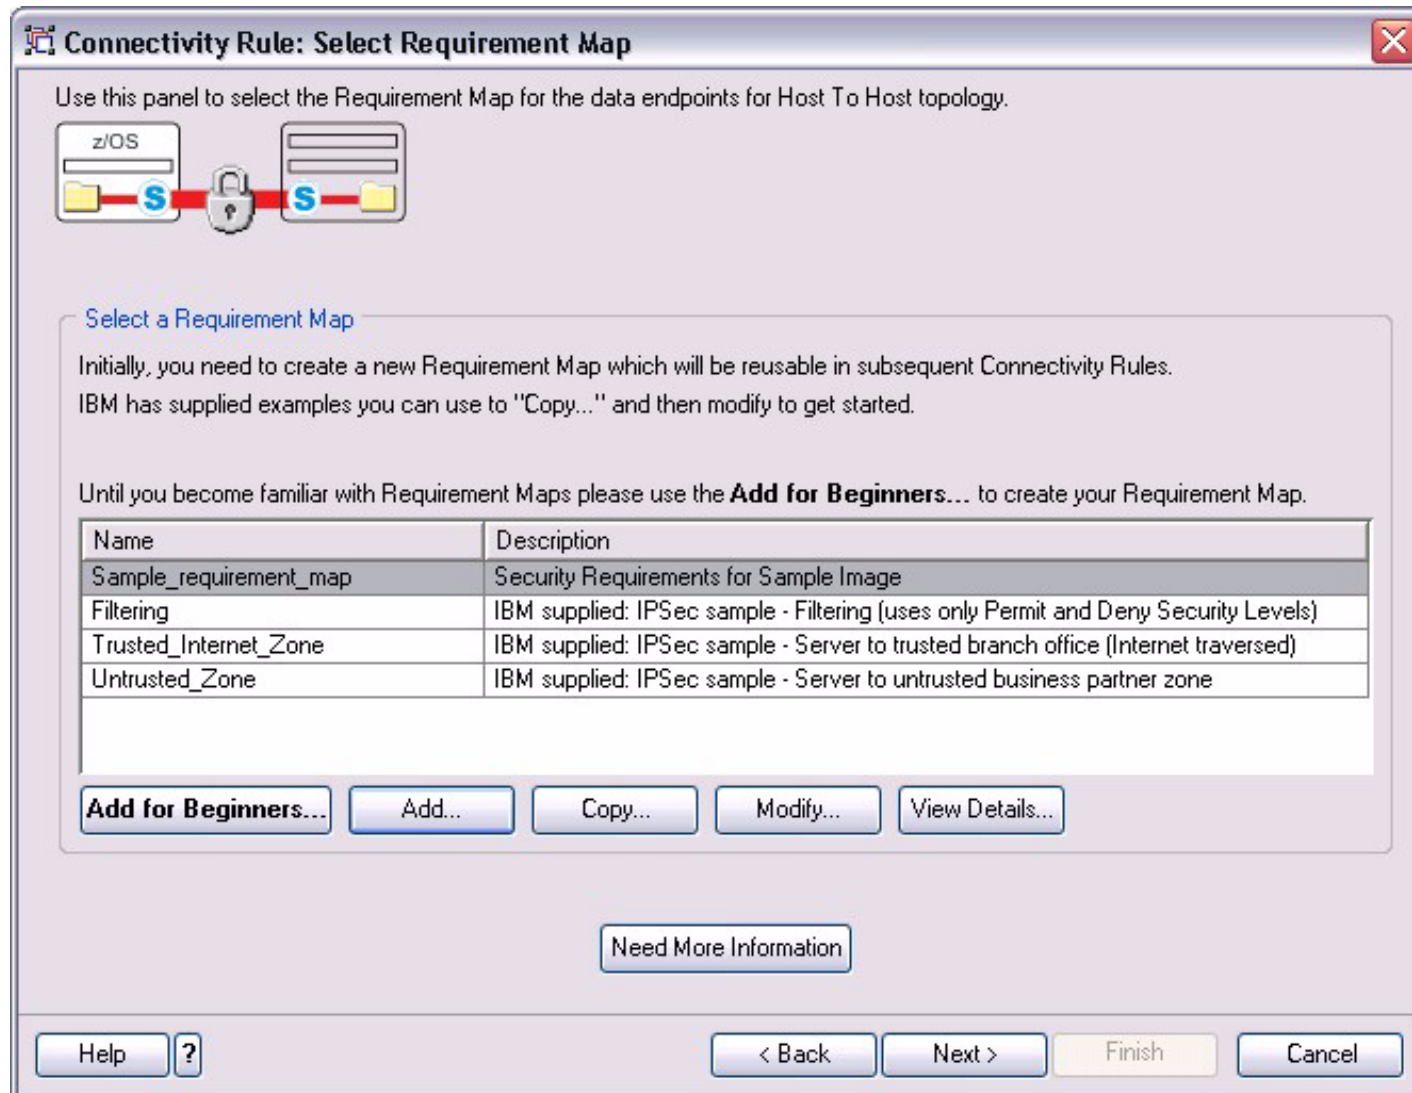 Connectivity Rule: Select Requirement Map
Use this panel to select the Requirement Map for the data endpoints for Host To Host topology.
z/OS
S S
Select a Requirement Map
Initially, you need to create a new Requirement Map which will be reusable in subsequent Connectivity Rules.
IBM has supplied examples you can use to "Copy..." and then modify to get started.
Until you become familiar with Requirement Maps please use the Add for Beginners... to create your Requirement Map.
Name Description
Sample_requirement_map Security Requirements for Sample Image
Filtering IBM supplied: IPSec sample - Filtering (uses only Permit and Deny Security Levels)
Trusted_Internet_Zone IBM supplied: IPSec sample - Server to trusted branch office (Internet traversed)
Untrusted_Zone IBM supplied: IPSec sample - Server to untrusted business partner zone
Add for Beginners... Add... Copy... Modify... View Details...
Need More Information
Help ? < Back Next > Finish Cancel